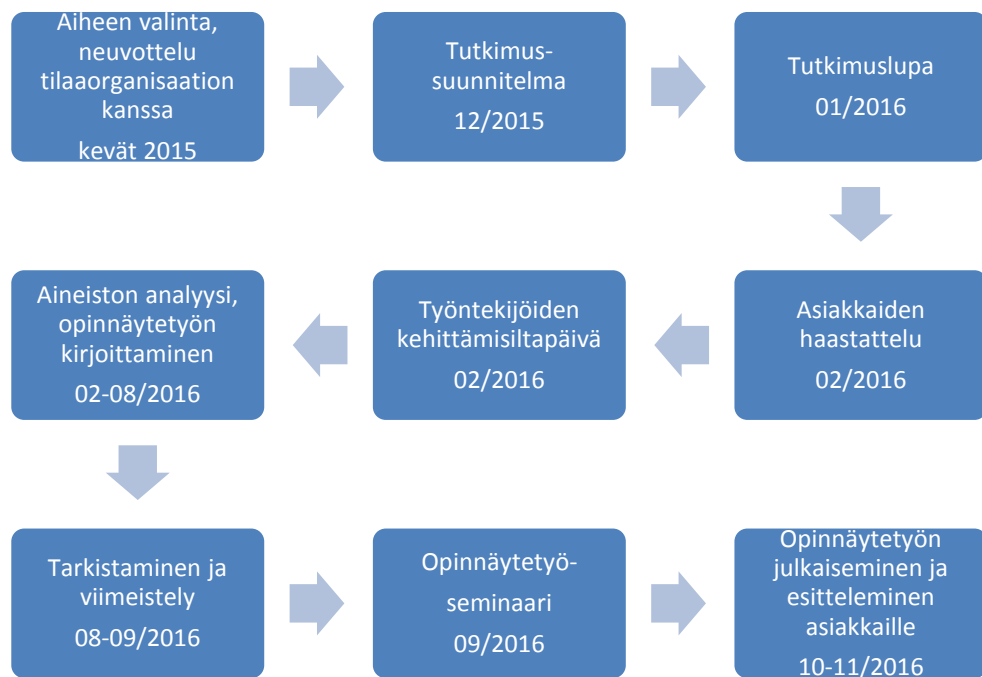 Aiheen valinta,
neuvottelu
tilaaorganisaation
kanssa
kevät 2015
Tutkimus-
suunnitelma
12/2015
Tutkimuslupa
01/2016
Asiakkaiden
haastattelu
02/2016
Työntekijöiden
kehittämisiltapäivä
02/2016
Aineiston analyysi,
opinnäytetyön
kirjoittaminen
02-08/2016
Tarkistaminen ja
viimeistely
08-09/2016
Opinnäytetyö-
seminaari
09/2016
Opinnäytetyön
julkaiseminen ja
esitteleminen
asiakkaille
10-11/2016